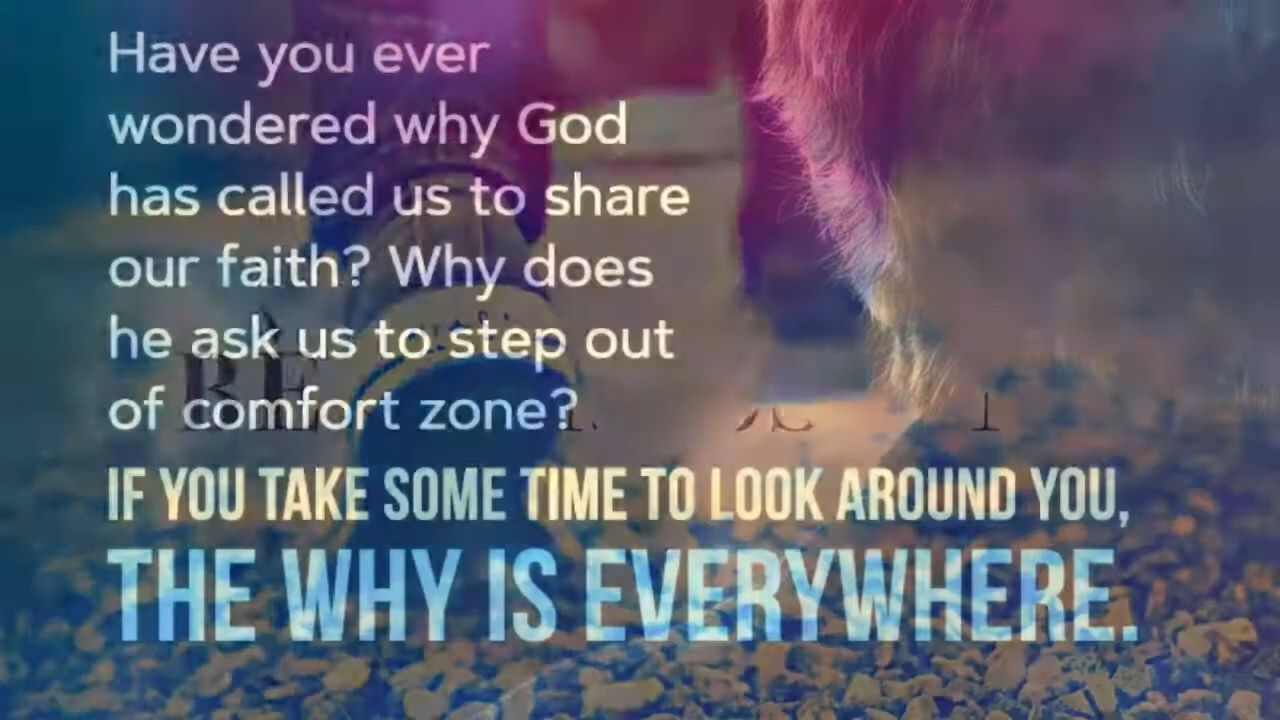 Have you ever
wondered why God
has called us to share
our faith? Why does
he ask us to step out
of comfort zone?
IF YOU TAKE SOME TIME TO LOOK AROUND YOU,
THE WHY IS EVERYWHERE.